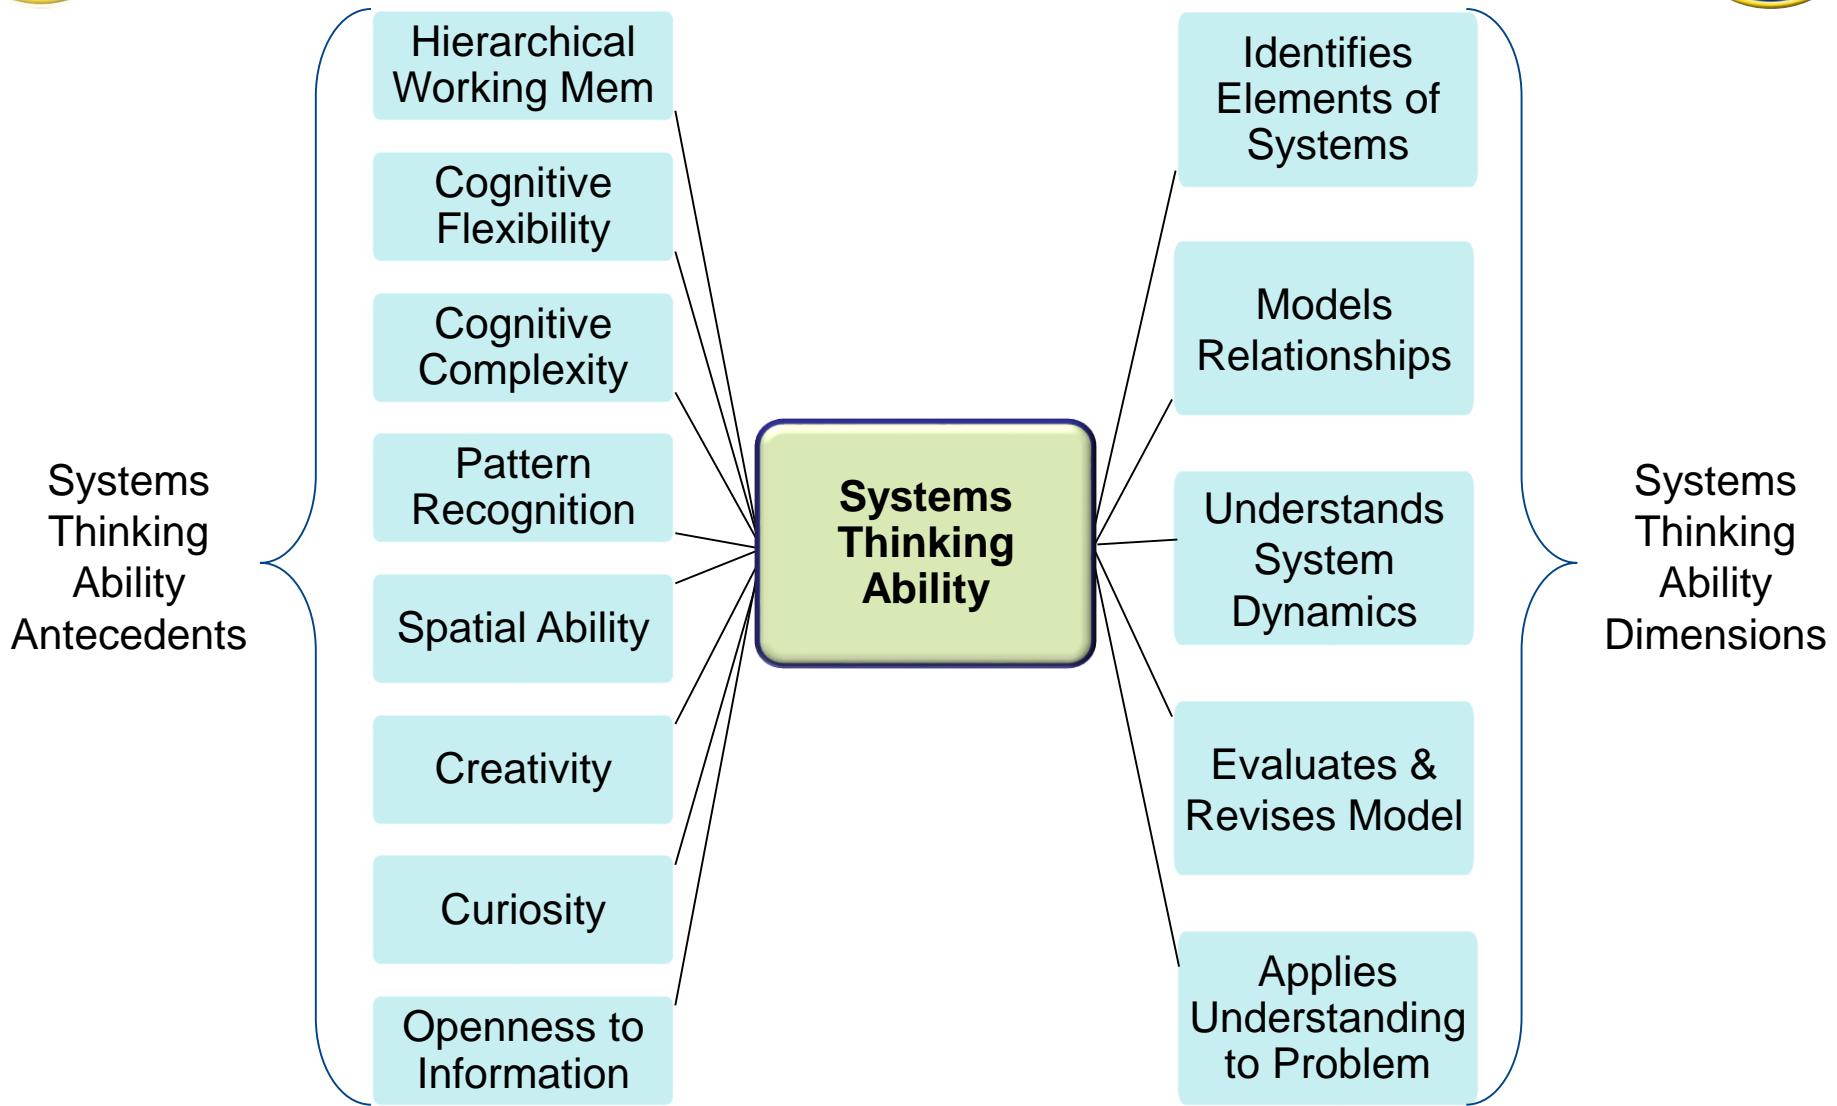 Systems
Thinking
Ability
Antecedents
Hierarchical
Working Mem
Cognitive
Flexibility
Cognitive
Complexity
Pattern
Recognition
Spatial Ability
Creativity
Curiosity
Openness to
Information
Systems
Thinking
Ability
Identifies
Elements of
Systems
Models
Relationships
Understands
System
Dynamics
Evaluates &
Revises Model
Applies
Understanding
to Problem
Systems
Thinking
Ability
Dimensions